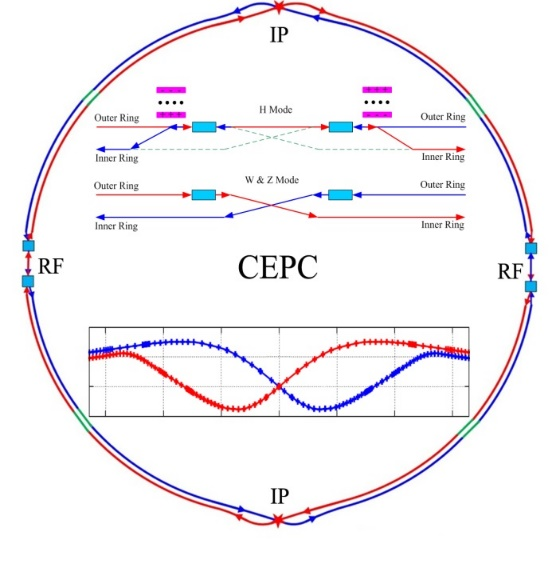 IP
H Mode
Outer Ring
Outer Ring
Inner Ring
Inner Ring
W & Z Mode
Outer Ring
Outer Ring
Inner Ring
Inner Ring
RF
CEPC
RF
IP